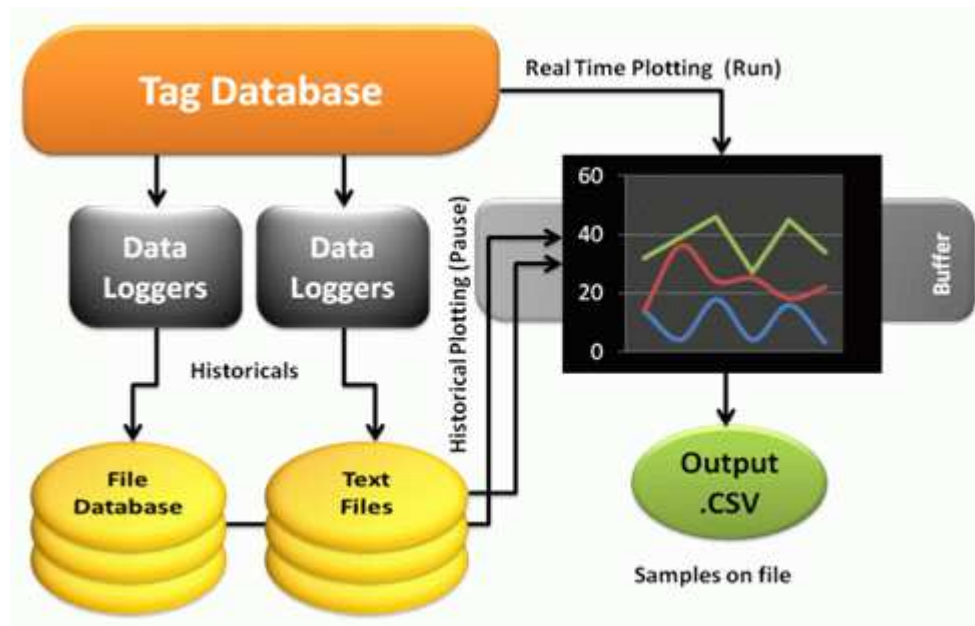 Tag Database
Real Time Plotting  (Run)
Data
Loggers
Data
Loggers
Historicals
Historical Plotting (Pause)
60
40
20
0
Buffer
File
Database
Text
Files
Output
.CSV
Samples on file